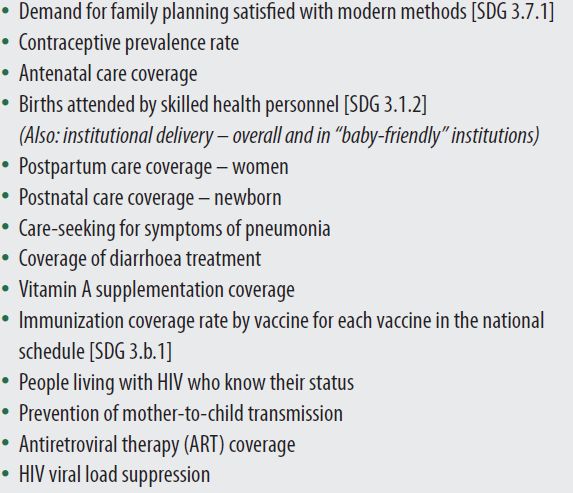 • Demand for family planning satisfied with modern methods [SDG 3.7.1]
• Contraceptive prevalence rate
• Antenatal care coverage
• Births attended by skilled health personnel [SDG 3.1.2]
(Also: institutional delivery – overall and in “baby-friendly” institutions)
• Postpartum care coverage – women
• Postnatal care coverage – newborn
• Care-seeking for symptoms of pneumonia
• Coverage of diarrhoea treatment
• Vitamin A supplementation coverage
• Immunization coverage rate by vaccine for each vaccine in the national
schedule [SDG 3.b.1]
• People living with HIV who know their status
• Prevention of mother-to-child transmission
• Antiretroviral therapy (ART) coverage
• HIV viral load suppression